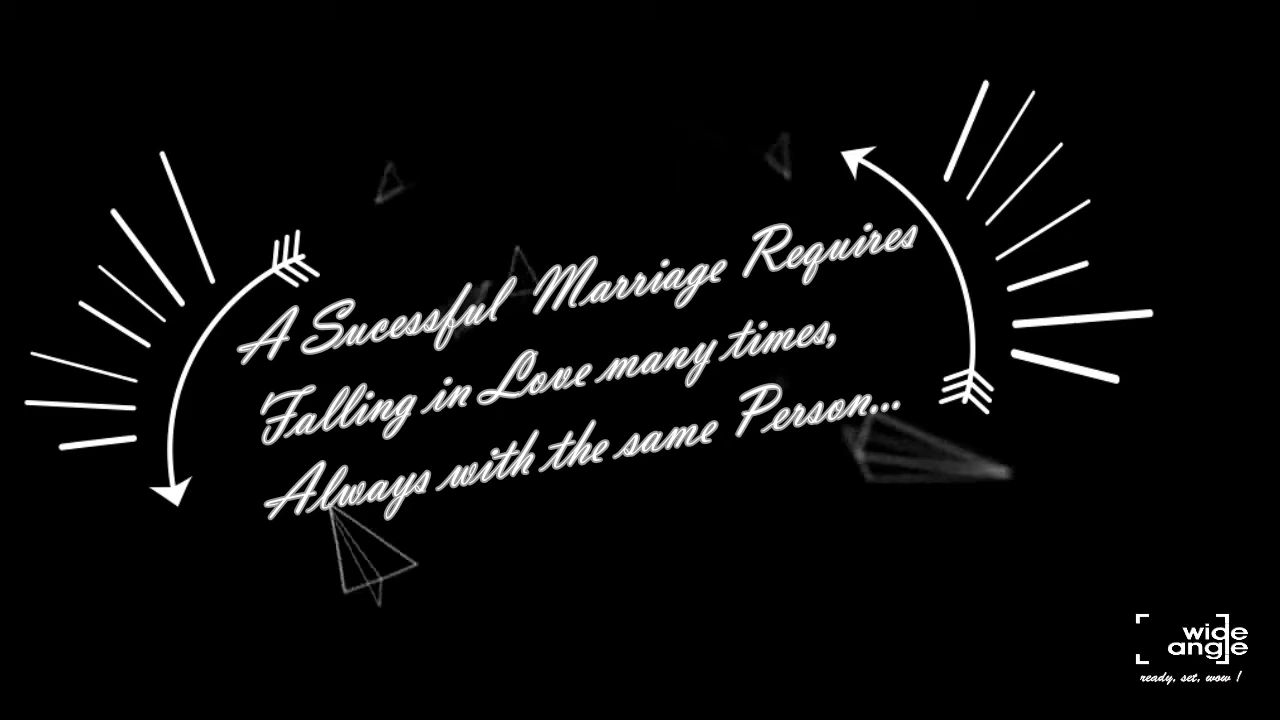 A Sucessful Marriage Requires
Falling in Love many times,
Always with the same Person...
wide
angle
ready, set, wow !